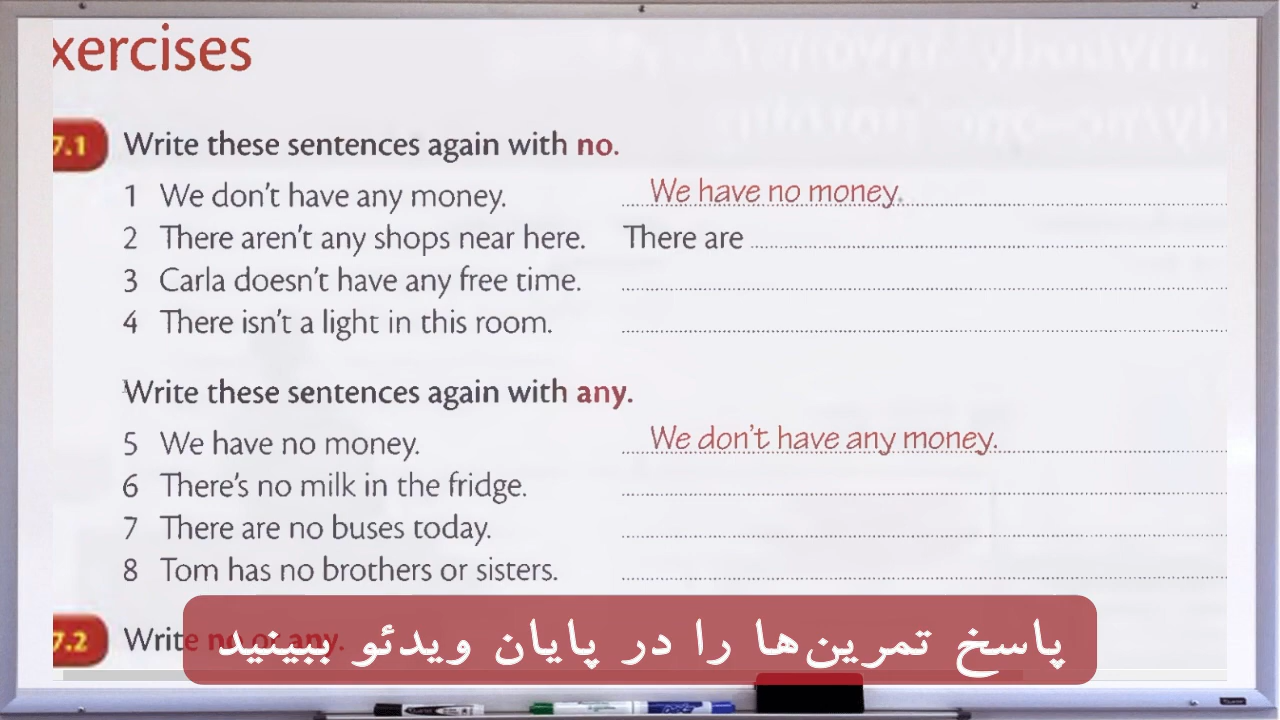 xercises
7.1 Write these sentences again with no.
1 We don't have any money. We have no money.
2 There aren't any shops near here. There are
3 Carla doesn't have any free time.
4 There isn't a light in this room.
Write these sentences again with any.
5 We have no money. We don't have any money.
6 There's no milk in the fridge.
7 There are no buses today.
8 Tom has no brothers or sisters.
7.2 Write no or any.
پاسخ تمرین‌ها را در پایان ویدئو ببینید